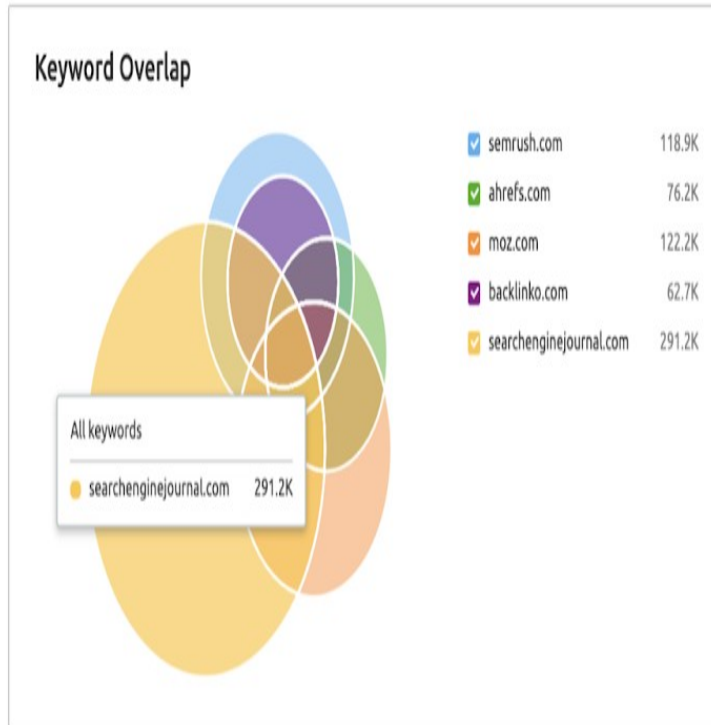 Keyword Overlap
semrush.com 118.9K
ahrefs.com 76.2K
moz.com 122.2K
backlinko.com 62.7K
searchenginejournal.com 291.2K
All keywords
searchenginejournal.com 291.2K